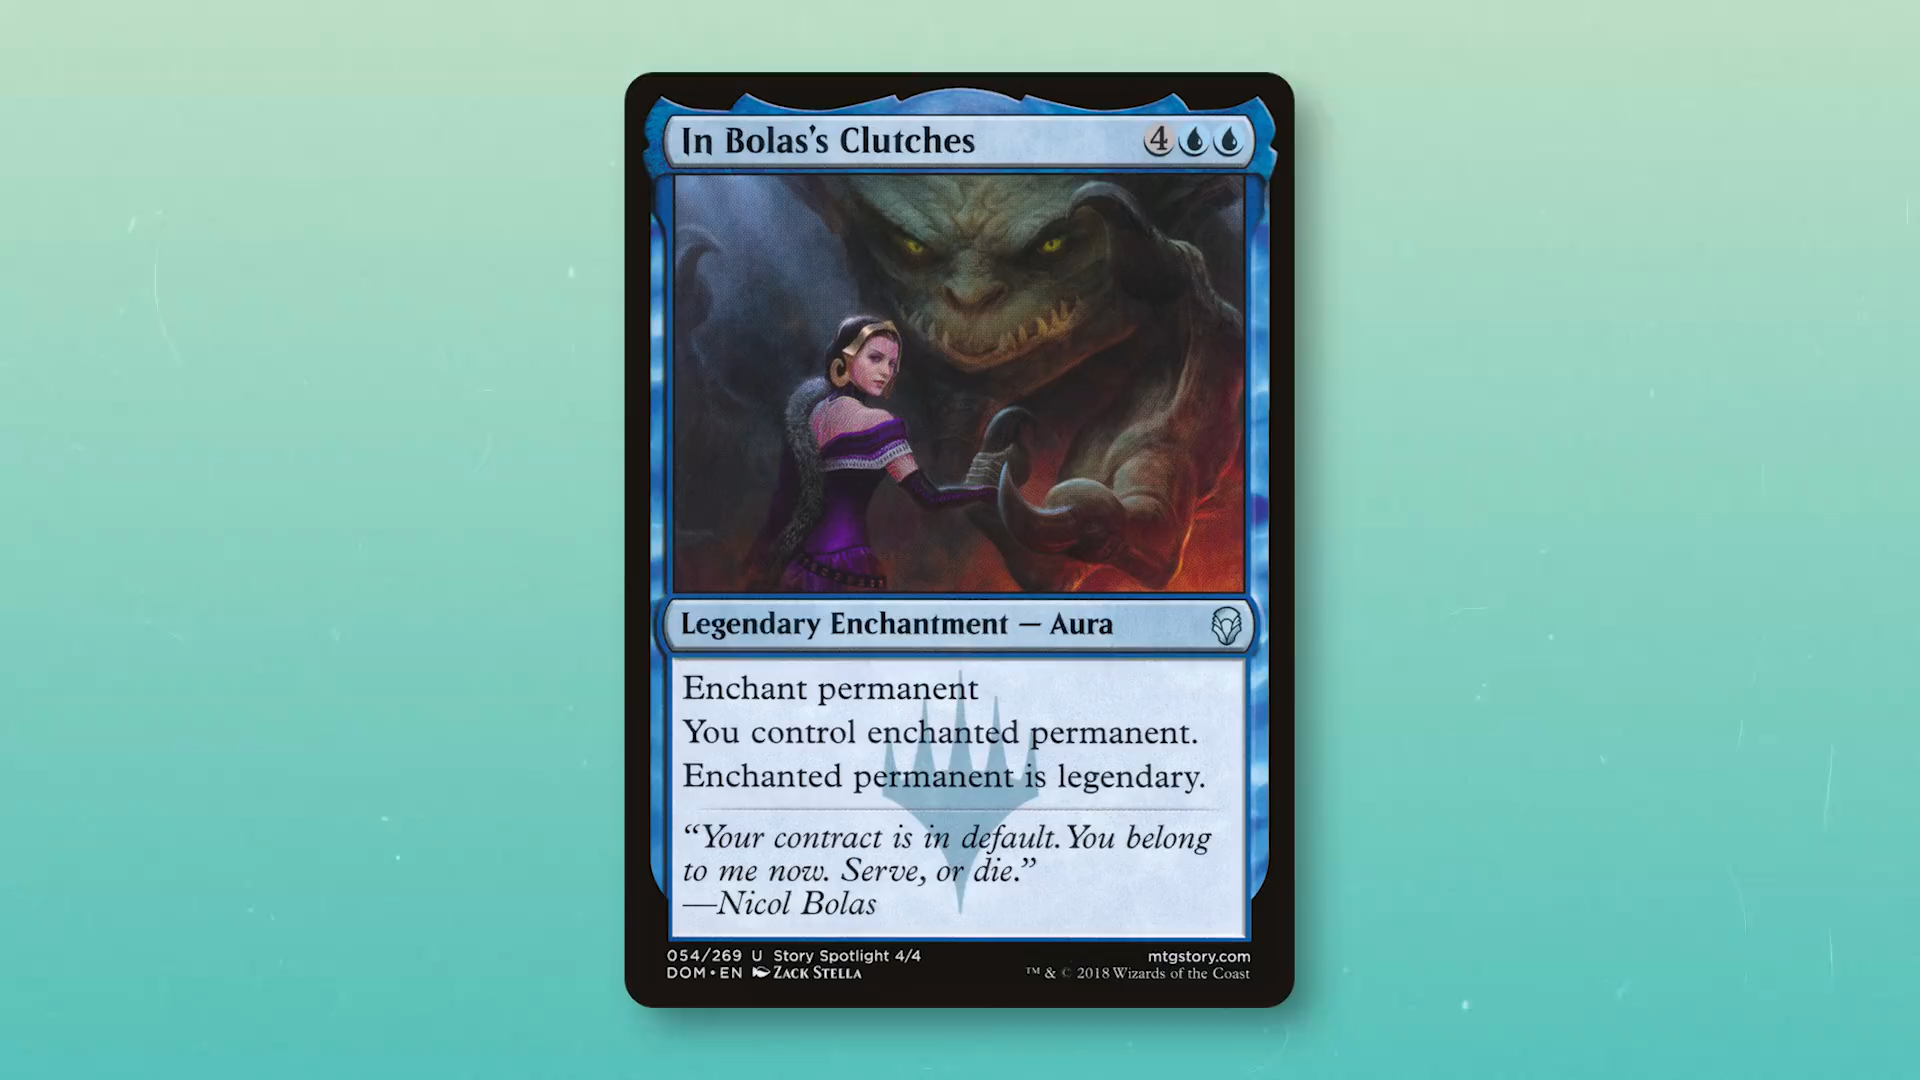 In Bolas's Clutches 4
Legendary Enchantment — Aura
Enchant permanent
You control enchanted permanent.
Enchanted permanent is legendary.
“Your contract is in default. You belong
to me now. Serve, or die.”
—Nicol Bolas
054/269 U Story Spotlight 4/4
mtgstory.com
DOM • EN Zack Stella
™ & © 2018 Wizards of the Coast